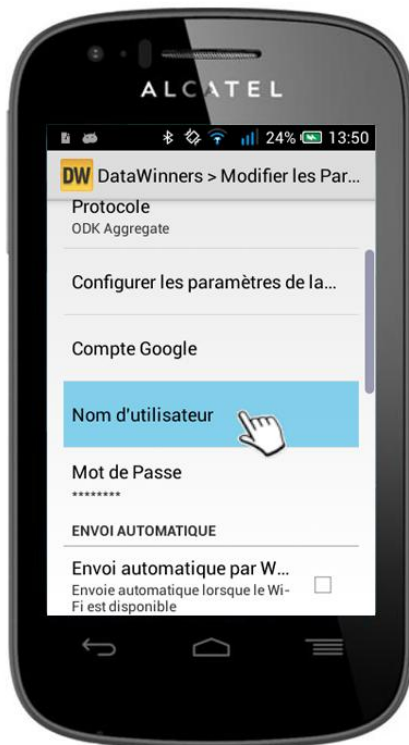 ALCATEL
24% 13:50
DW DataWinners > Modifier les Par...
Protocole
ODK Aggregate
Configurer les paramètres de la...
Compte Google
Nom d'utilisateur
Mot de Passe
********
ENVOI AUTOMATIQUE
Envoi automatique par W...
Envoie automatique lorsque le Wi-
Fi est disponible